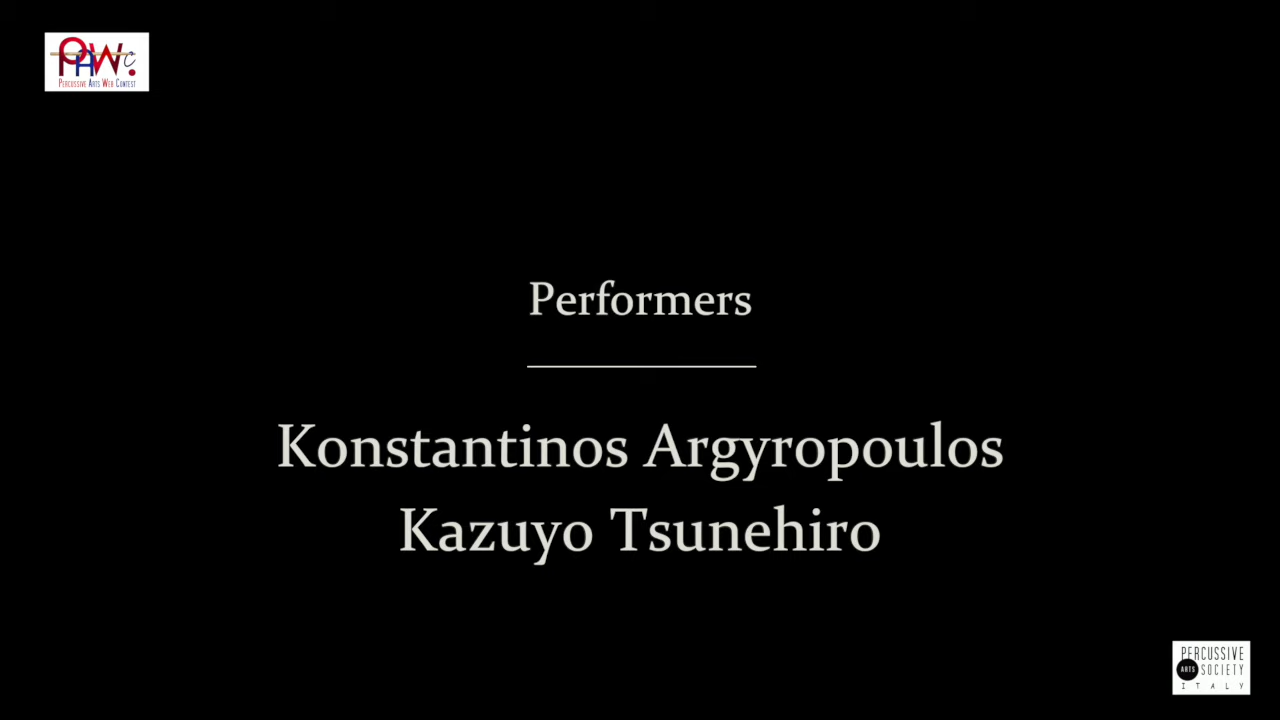 PAWC.
PERCUSSIVE ARTS WEB CONTEST
Performers
Konstantinos Argyropoulos
Kazuyo Tsunehiro
PERCUSSIVE
ARTS SOCIETY
ITALY